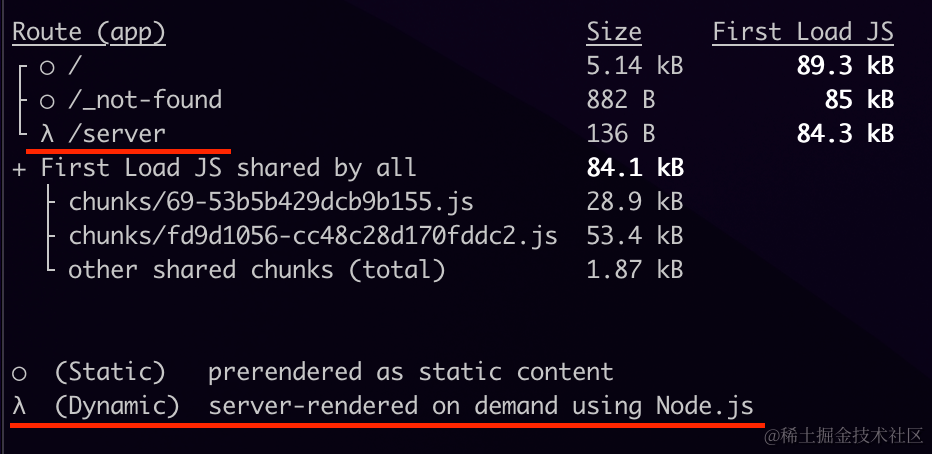 Route (app) Size First Load JS
┌ ○ / 5.14 kB 89.3 kB
├ ○ /_not-found 882 B 85 kB
└ λ /server 136 B 84.3 kB
+ First Load JS shared by all 84.1 kB
├ chunks/69-53b5b429dcb9b155.js 28.9 kB
├ chunks/fd9d1056-cc48c28d170fddc2.js 53.4 kB
└ other shared chunks (total) 1.87 kB
○ (Static) prerendered as static content
λ (Dynamic) server-rendered on demand using Node.js
@稀土掘金技术社区